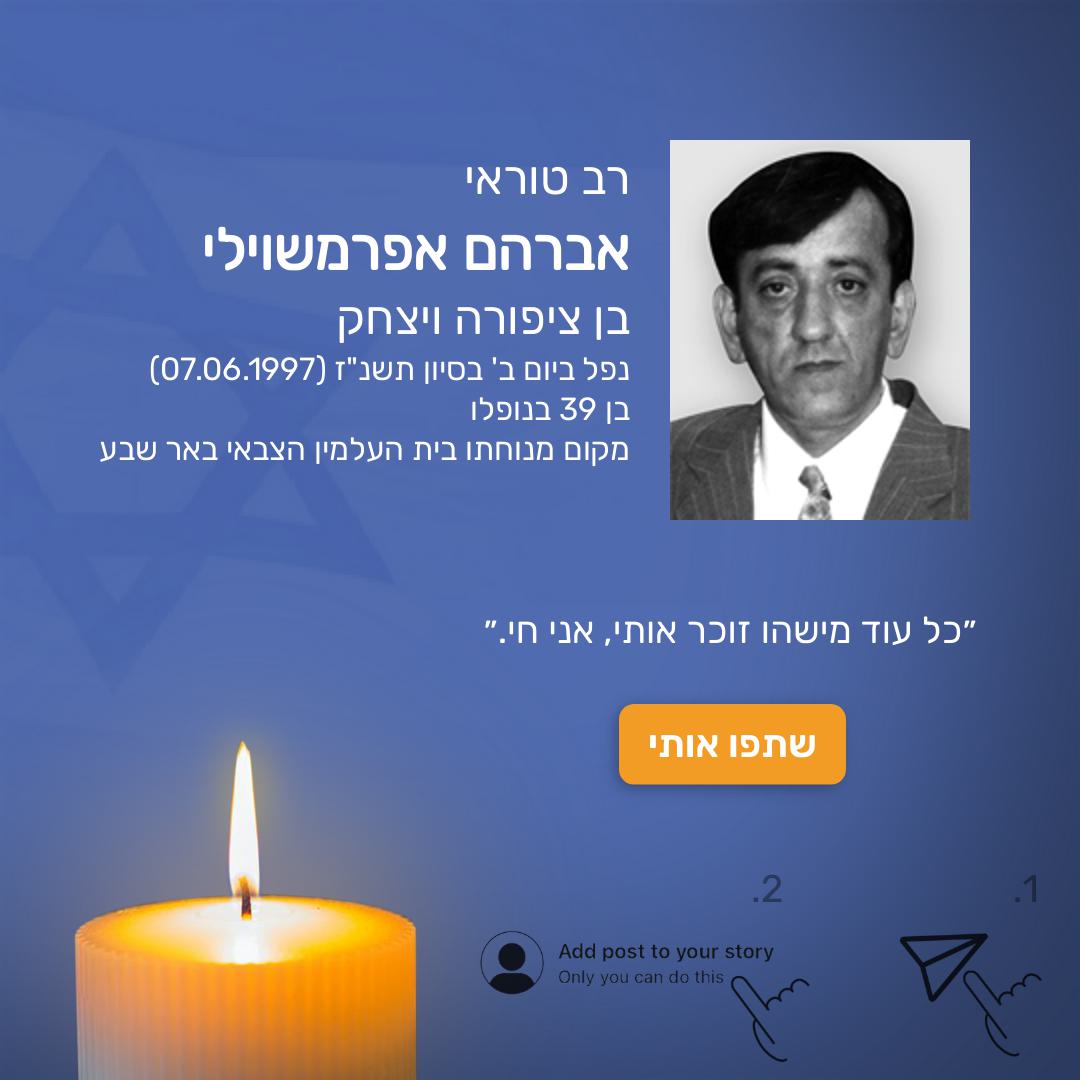 רב טוראי
אברהם אפרמשוילי
בן ציפורה ויצחק
נפל ביום ב' בסיון תשנ"ז (07.06.1997)
בן 39 בנופלו
מקום מנוחתו בית העלמין הצבאי באר שבע
״כל עוד מישהו זוכר אותי, אני חי.״
שתפו אותי
.1
.2
Add post to your story
Only you can do this